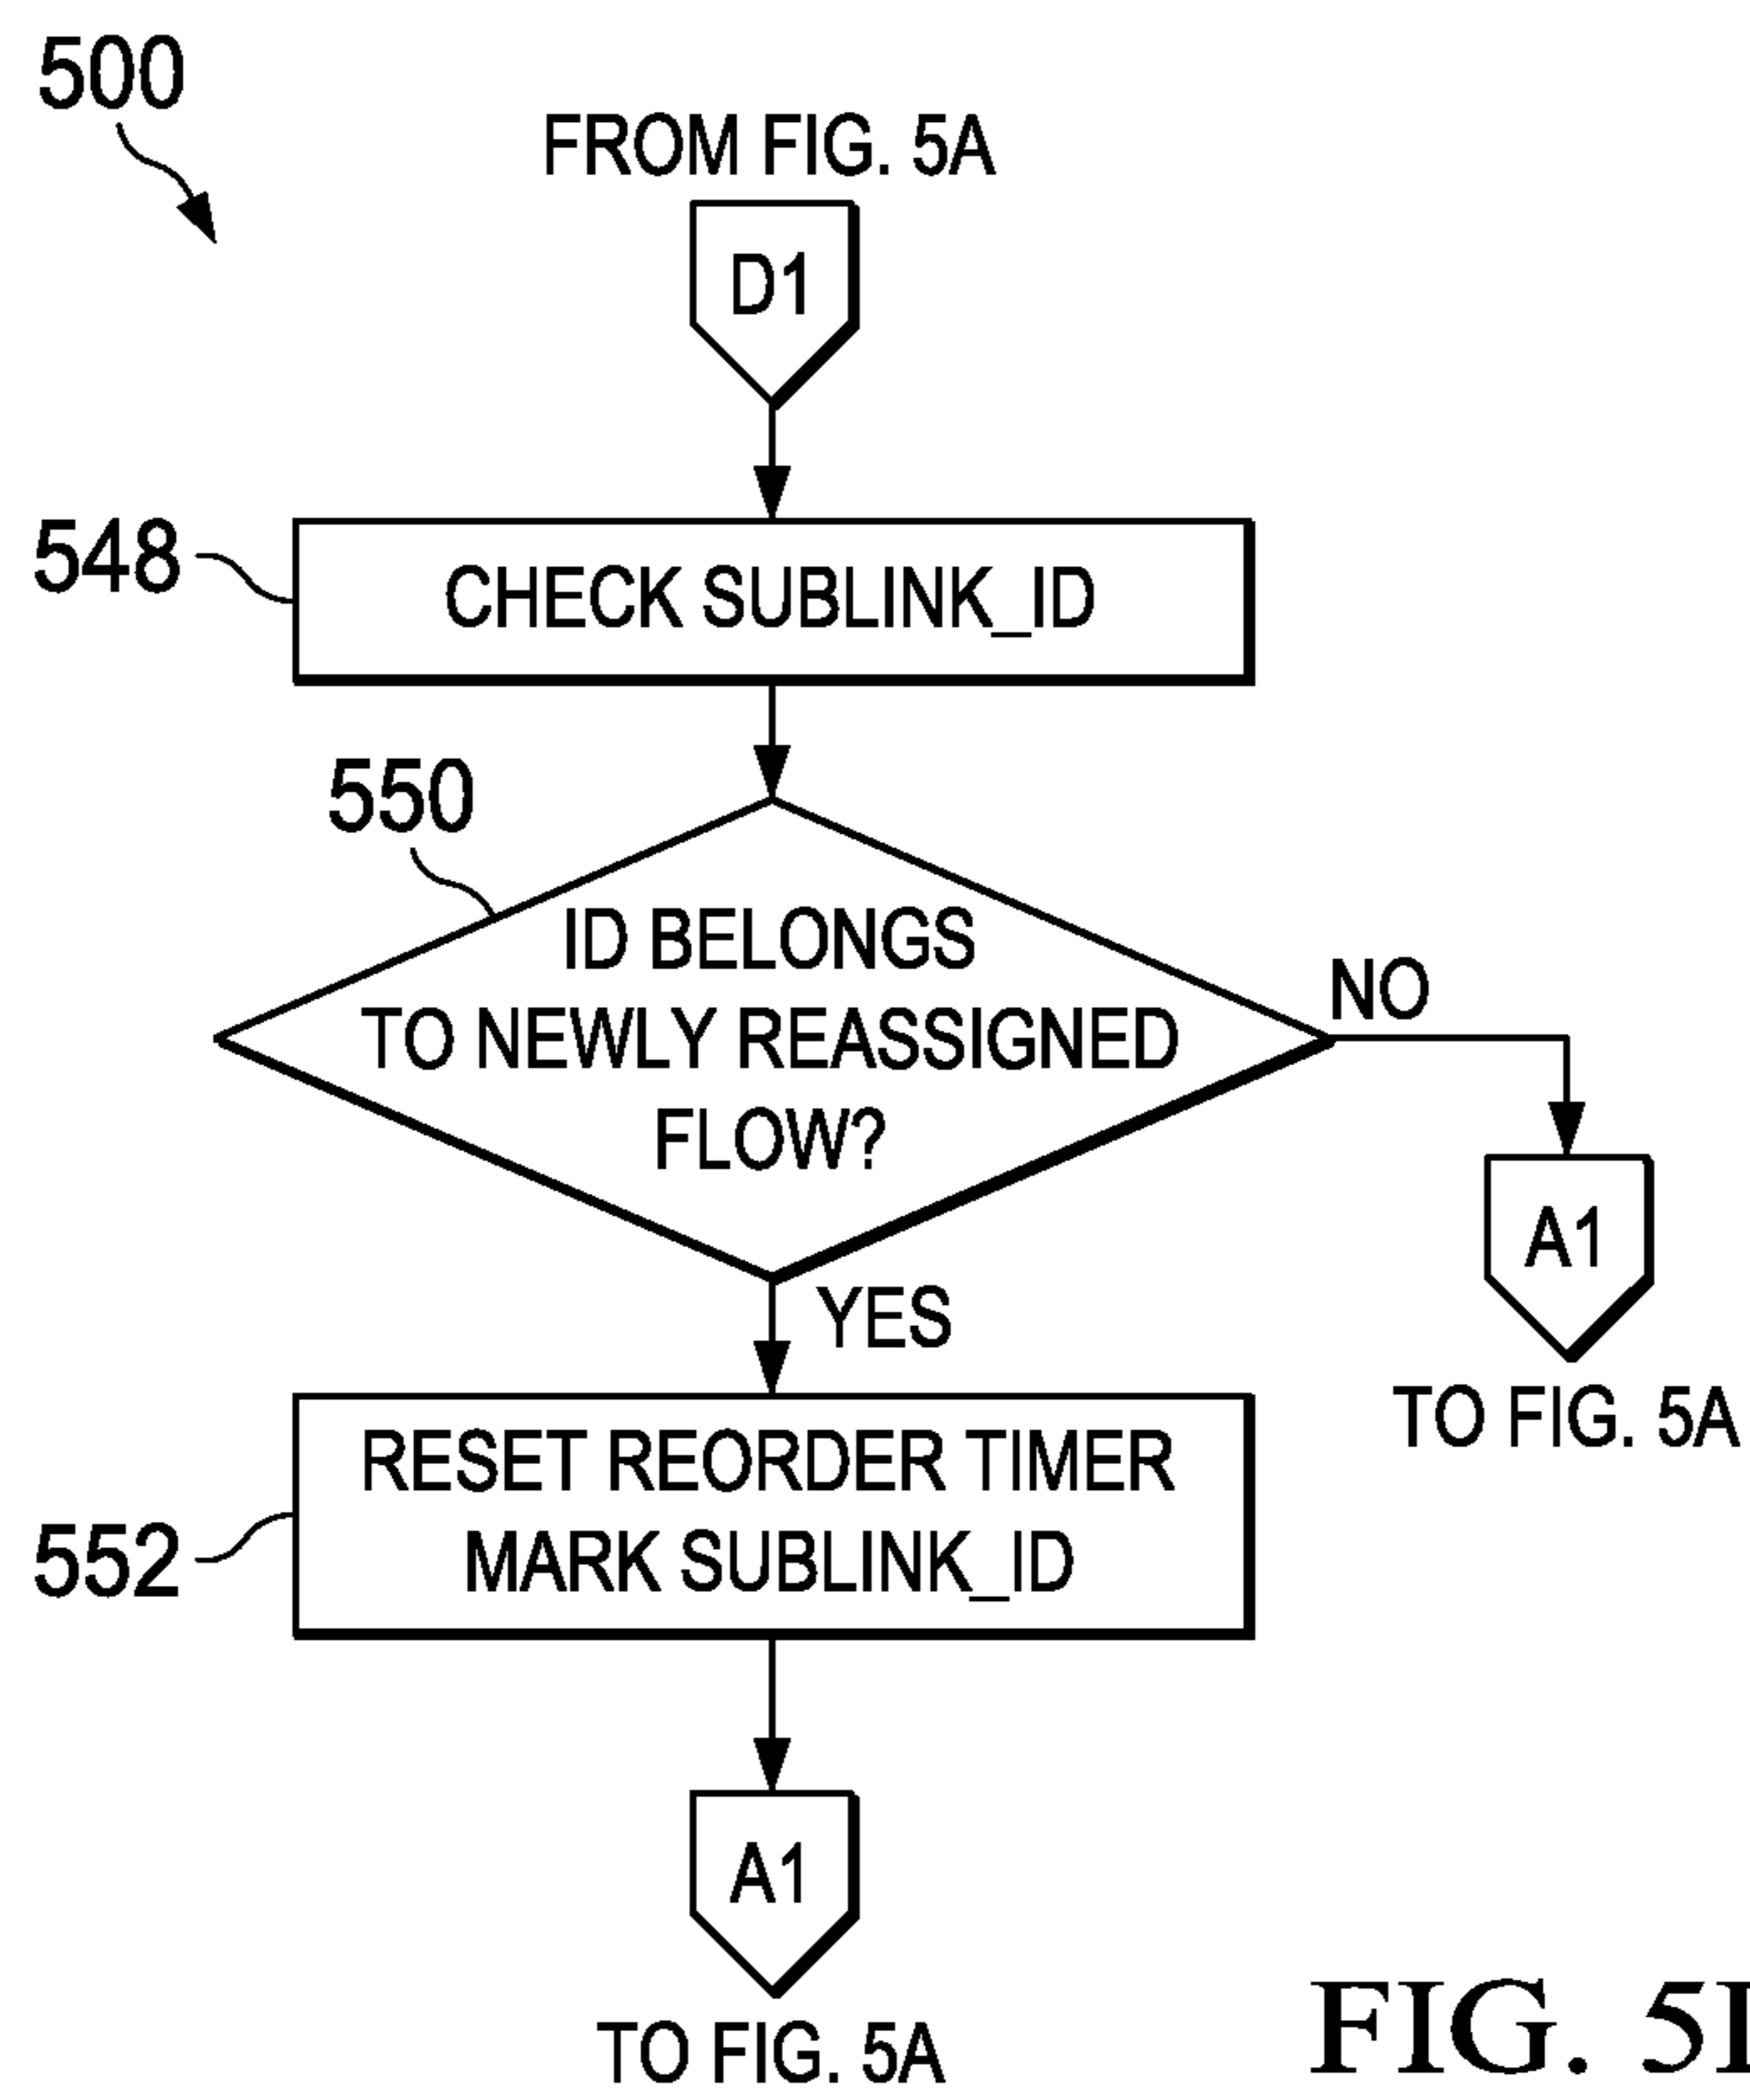 500
FROM FIG. 5A
D1
548
CHECK SUBLINK_ID
550
ID BELONGS
TO NEWLY REASSIGNED
FLOW?
NO
A1
TO FIG. 5A
YES
552
RESET REORDER TIMER
MARK SUBLINK_ID
A1
TO FIG. 5A
FIG.